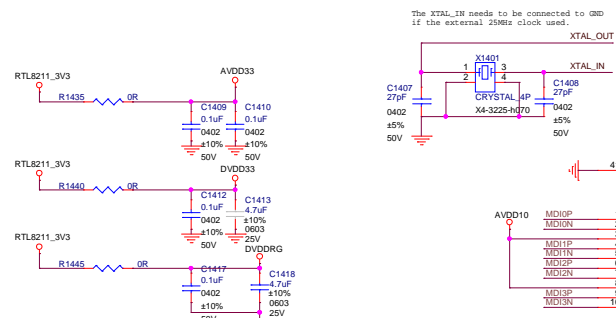 The XTAL_IN needs to be connected to GND
if the external 25MHz clock used.
XTAL_OUT
X1401
1
3
XTAL_IN
2
4
C1407
27pF
0402
±5%
50V
CRYSTAL_4P
X4-3225-h070
C1408
27pF
0402
±5%
50V
RTL8211_3V3
R1435
0R
AVDD33
C1409
0.1uF
0402
±10%
50V
C1410
0.1uF
0402
±10%
50V
RTL8211_3V3
R1440
0R
DVDD33
C1412
0.1uF
0402
±10%
50V
C1413
4.7uF
±10%
0603
25V
RTL8211_3V3
R1445
0R
DVDDRG
C1417
0.1uF
0402
±10%
C1418
4.7uF
±10%
0603
25V
4
AVDD10
MDI0P
MDI0N
MDI1P
MDI1N
MDI2P
MDI2N
MDI3P
MDI3N